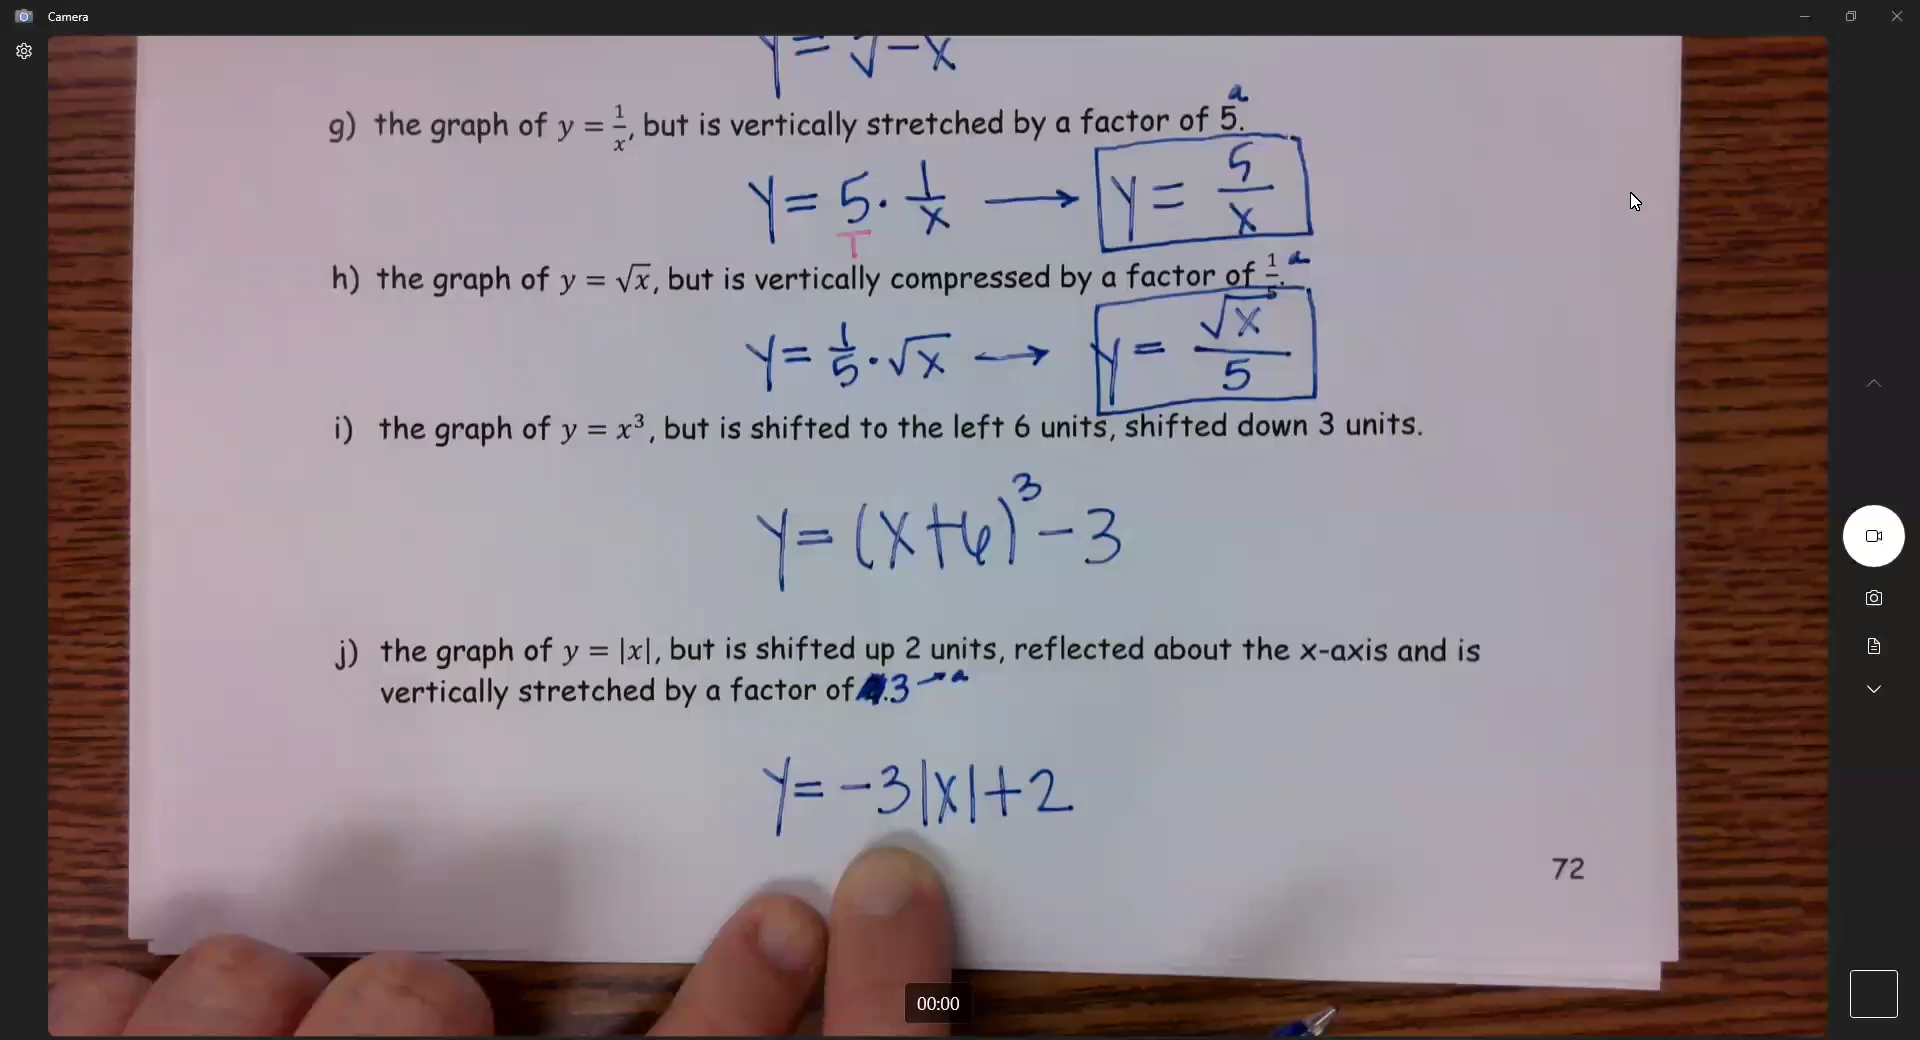 Camera
y = √-x
g) the graph of y = 1/x, but is vertically stretched by a factor of 5. a
y = 5 · 1/x → y = 5/x
h) the graph of y = √x, but is vertically compressed by a factor of 1/5. a
y = 1/5 · √x → y = √x/5
i) the graph of y = x³, but is shifted to the left 6 units, shifted down 3 units.
y = (x+6)³ - 3
j) the graph of y = |x|, but is shifted up 2 units, reflected about the x-axis and is
vertically stretched by a factor of .3 → a
y = -3|x| + 2
72
00:00